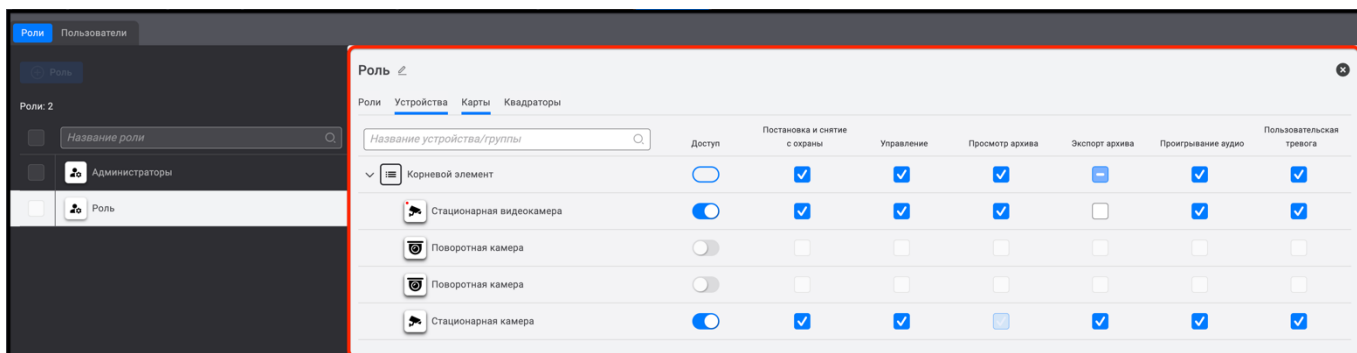 Роли Пользователи
Роль
Роли: 2
Название роли
Администраторы
Роль
Роль
Роли Устройства Карты Квадраторы
Название устройства/группы
Доступ
Постановка и снятие
с охраны
Управление
Просмотр архива
Экспорт архива
Проигрывание аудио
Пользовательская
тревога
Корневой элемент
Стационарная видеокамера
Поворотная камера
Поворотная камера
Стационарная камера